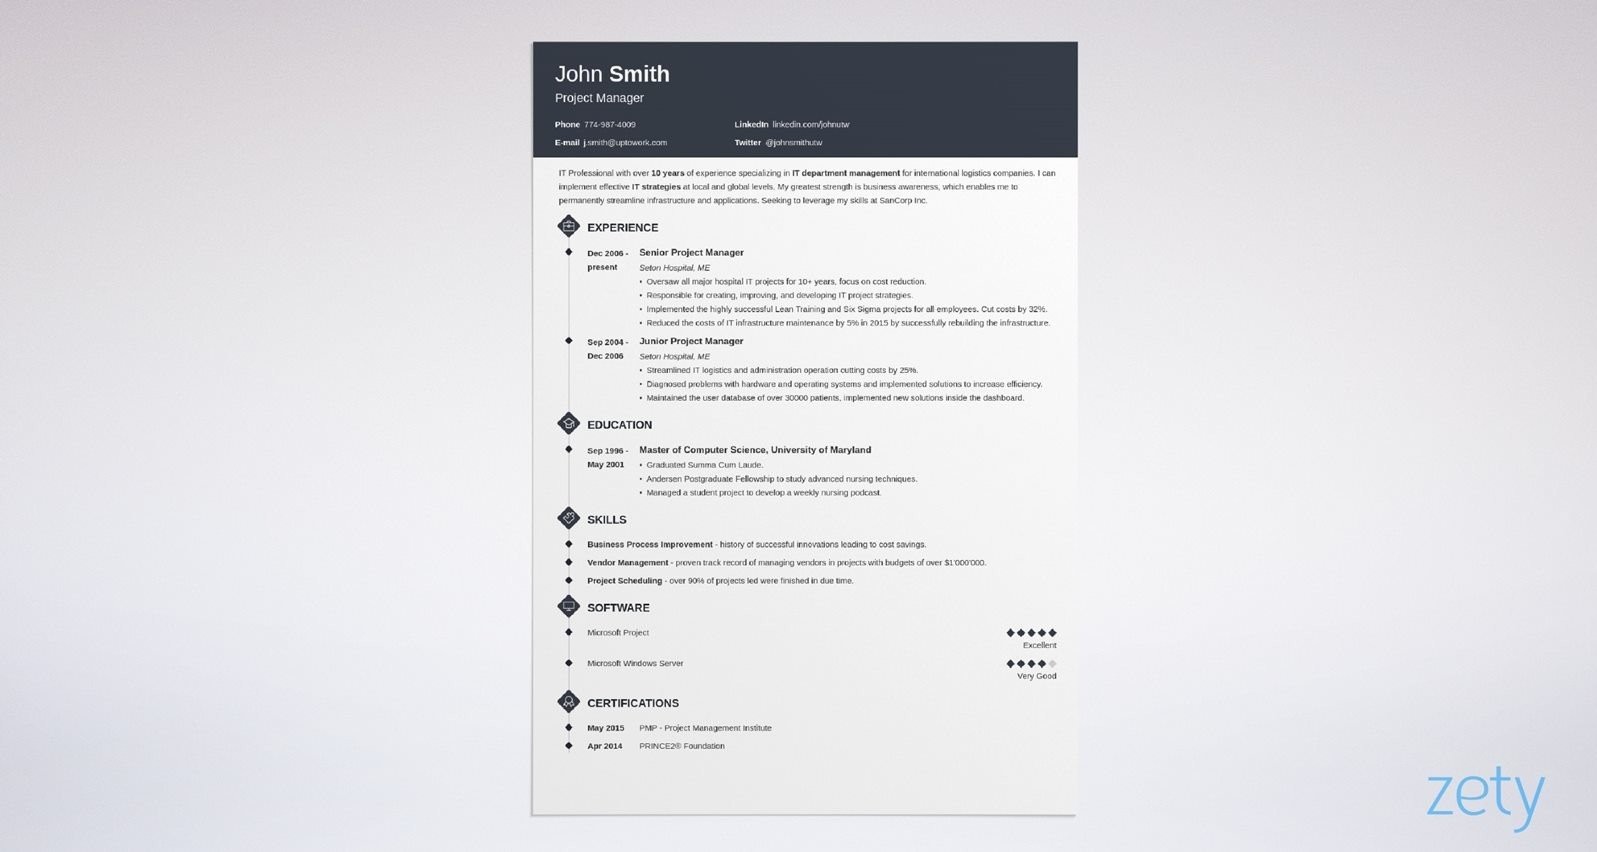 John Smith
Project Manager
Phone 774-987-4009
LinkedIn linkedin.com/johnutw
E-mail j.smith@uptowork.com
Twitter @johnsmithutw
IT Professional with over 10 years of experience specializing in IT department management for international logistics companies. I can
implement effective IT strategies at local and global levels. My greatest strength is business awareness, which enables me to
permanently streamline infrastructure and applications. Seeking to leverage my skills at SanCorp Inc.
EXPERIENCE
Dec 2006 - Senior Project Manager
present Seton Hospital, ME
• Oversaw all major hospital IT projects for 10+ years, focus on cost reduction.
• Responsible for creating, improving, and developing IT project strategies.
• Implemented the highly successful Lean Training and Six Sigma projects for all employees. Cut costs by 32%.
• Reduced the costs of IT infrastructure maintenance by 5% in 2015 by successfully rebuilding the infrastructure.
Sep 2004 - Junior Project Manager
Dec 2006 Seton Hospital, ME
• Streamlined IT logistics and administration operation cutting costs by 25%.
• Diagnosed problems with hardware and operating systems and implemented solutions to increase efficiency.
• Maintained the user database of over 30000 patients, implemented new solutions inside the dashboard.
EDUCATION
Sep 1996 - Master of Computer Science, University of Maryland
May 2001 • Graduated Summa Cum Laude.
• Andersen Postgraduate Fellowship to study advanced nursing techniques.
• Managed a student project to develop a weekly nursing podcast.
SKILLS
Business Process Improvement - history of successful innovations leading to cost savings.
Vendor Management - proven track record of managing vendors in projects with budgets of over $1'000'000.
Project Scheduling - over 90% of projects led were finished in due time.
SOFTWARE
Microsoft Project
Excellent
Microsoft Windows Server
Very Good
CERTIFICATIONS
May 2015 PMP - Project Management Institute
Apr 2014 PRINCE2® Foundation
zety